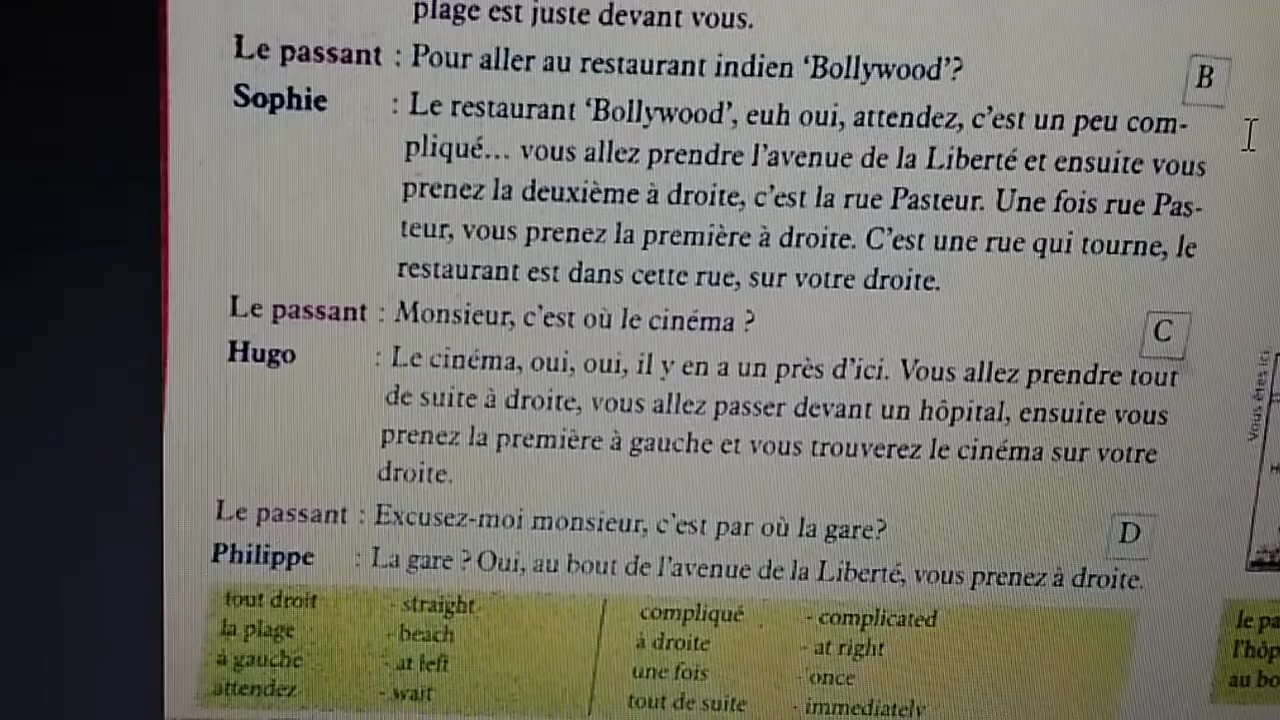 plage est juste devant vous.
Le passant : Pour aller au restaurant indien ‘Bollywood’?
B
Sophie : Le restaurant ‘Bollywood’, euh oui, attendez, c’est un peu com-
pliqué... vous allez prendre l’avenue de la Liberté et ensuite vous
prenez la deuxième à droite, c’est la rue Pasteur. Une fois rue Pas-
teur, vous prenez la première à droite. C’est une rue qui tourne, le
restaurant est dans cette rue, sur votre droite.
Le passant : Monsieur, c’est où le cinéma ?
C
Hugo : Le cinéma, oui, oui, il y en a un près d’ici. Vous allez prendre tout
de suite à droite, vous allez passer devant un hôpital, ensuite vous
prenez la première à gauche et vous trouverez le cinéma sur votre
droite.
Le passant : Excusez-moi monsieur, c’est par où la gare?
D
Philippe : La gare ? Oui, au bout de l’avenue de la Liberté, vous prenez à droite.
tout droit - straight
la plage - beach
à gauche - at left
attendez - wait
compliqué - complicated
à droite - at right
une fois - once
tout de suite - immediately
Vous êtes ici
le pa
l’hôp
au bo